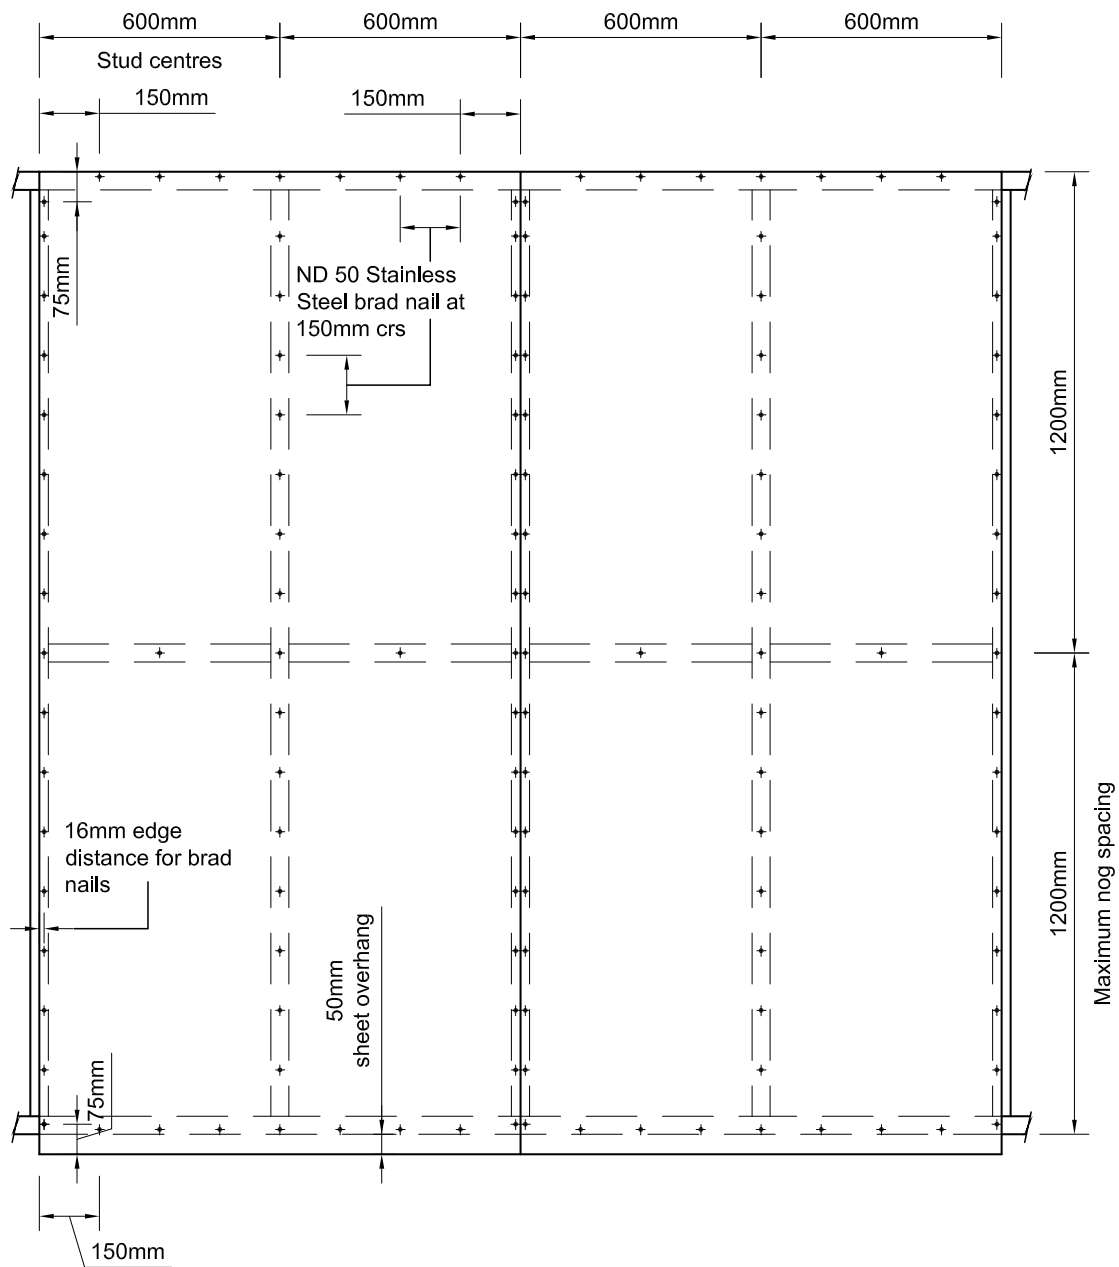 600mm
600mm
600mm
600mm
Stud centres
150mm
150mm
75mm
ND 50 Stainless
Steel brad nail at
150mm crs
1200mm
16mm edge
distance for brad
nails
50mm
sheet overhang
1200mm
Maximum nog spacing
75mm
150mm